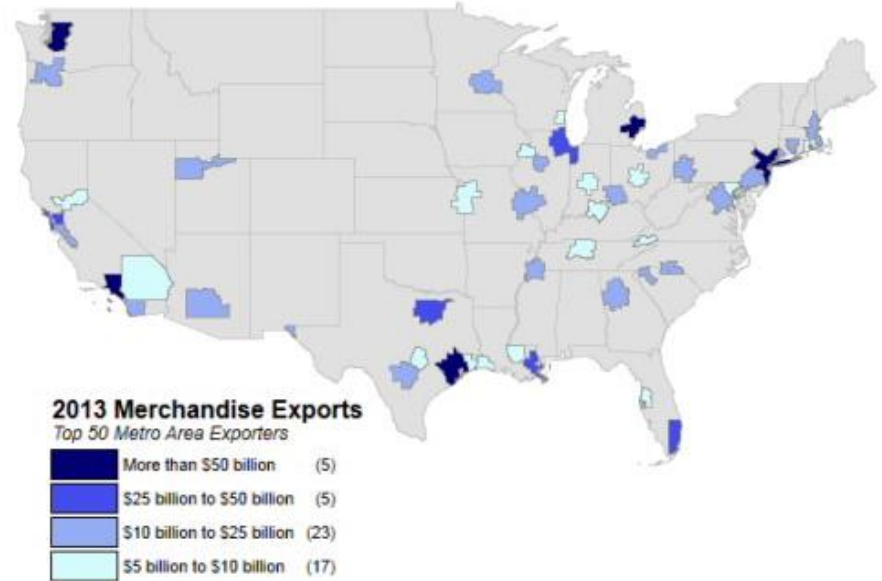 2013 Merchandise Exports
Top 50 Metro Area Exporters
More than $50 billion (5)
$25 billion to $50 billion (5)
$10 billion to $25 billion (23)
$5 billion to $10 billion (17)